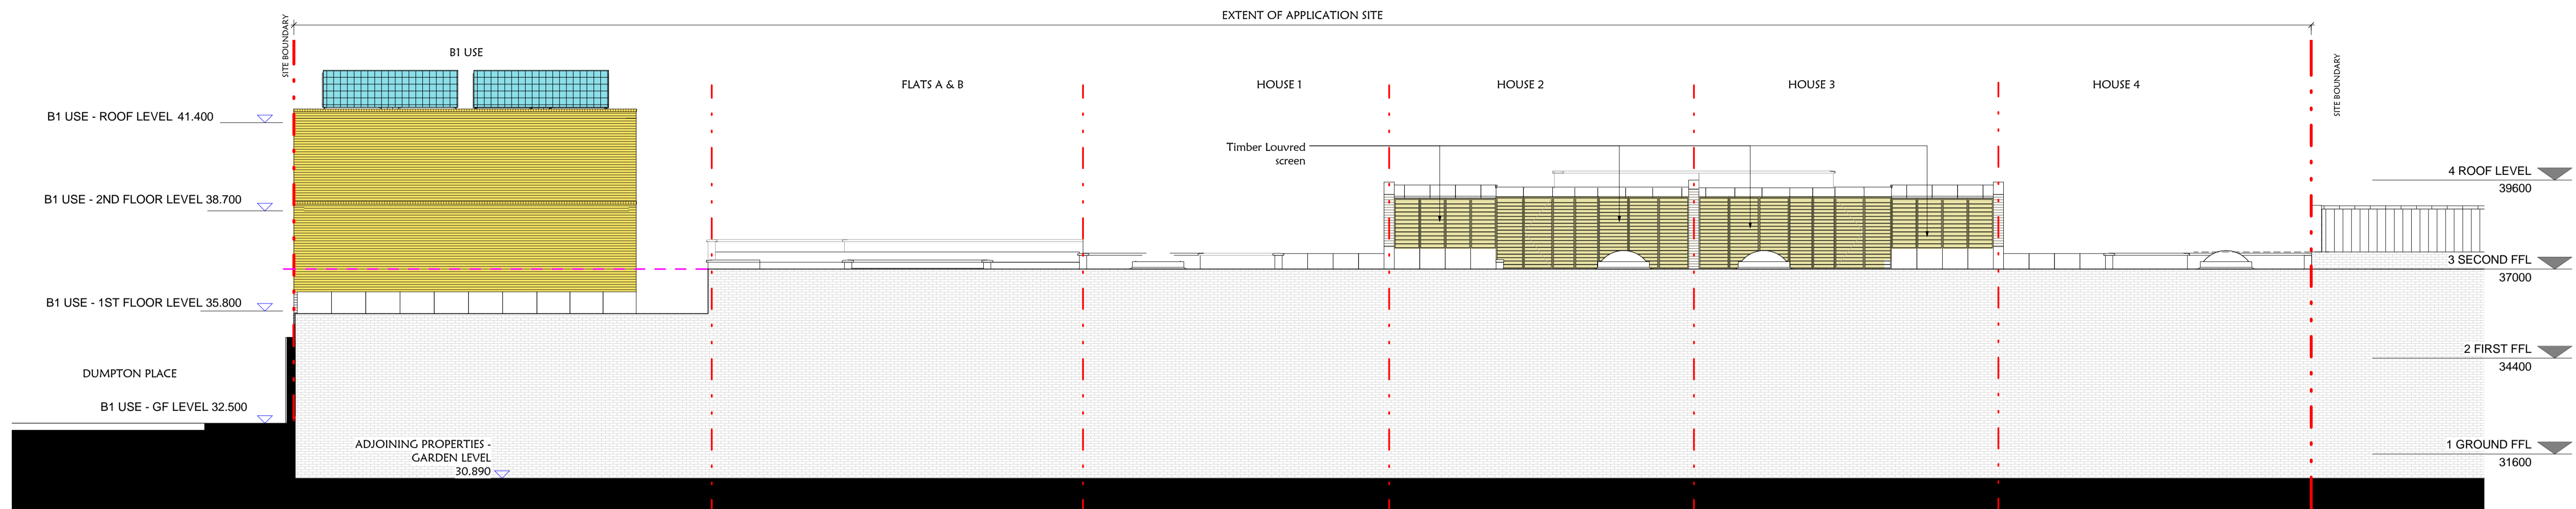 EXTENT OF APPLICATION SITE
SITE BOUNDARY
B1 USE
FLATS A & B
HOUSE 1
HOUSE 2
HOUSE 3
HOUSE 4
SITE BOUNDARY
B1 USE - ROOF LEVEL 41.400
Timber Louvred
screen
4 ROOF LEVEL
39600
B1 USE - 2ND FLOOR LEVEL 38.700
3 SECOND FFL
37000
B1 USE - 1ST FLOOR LEVEL 35.800
2 FIRST FFL
34400
DUMPTON PLACE
B1 USE - GF LEVEL 32.500
ADJOINING PROPERTIES -
GARDEN LEVEL
30.890
1 GROUND FFL
31600